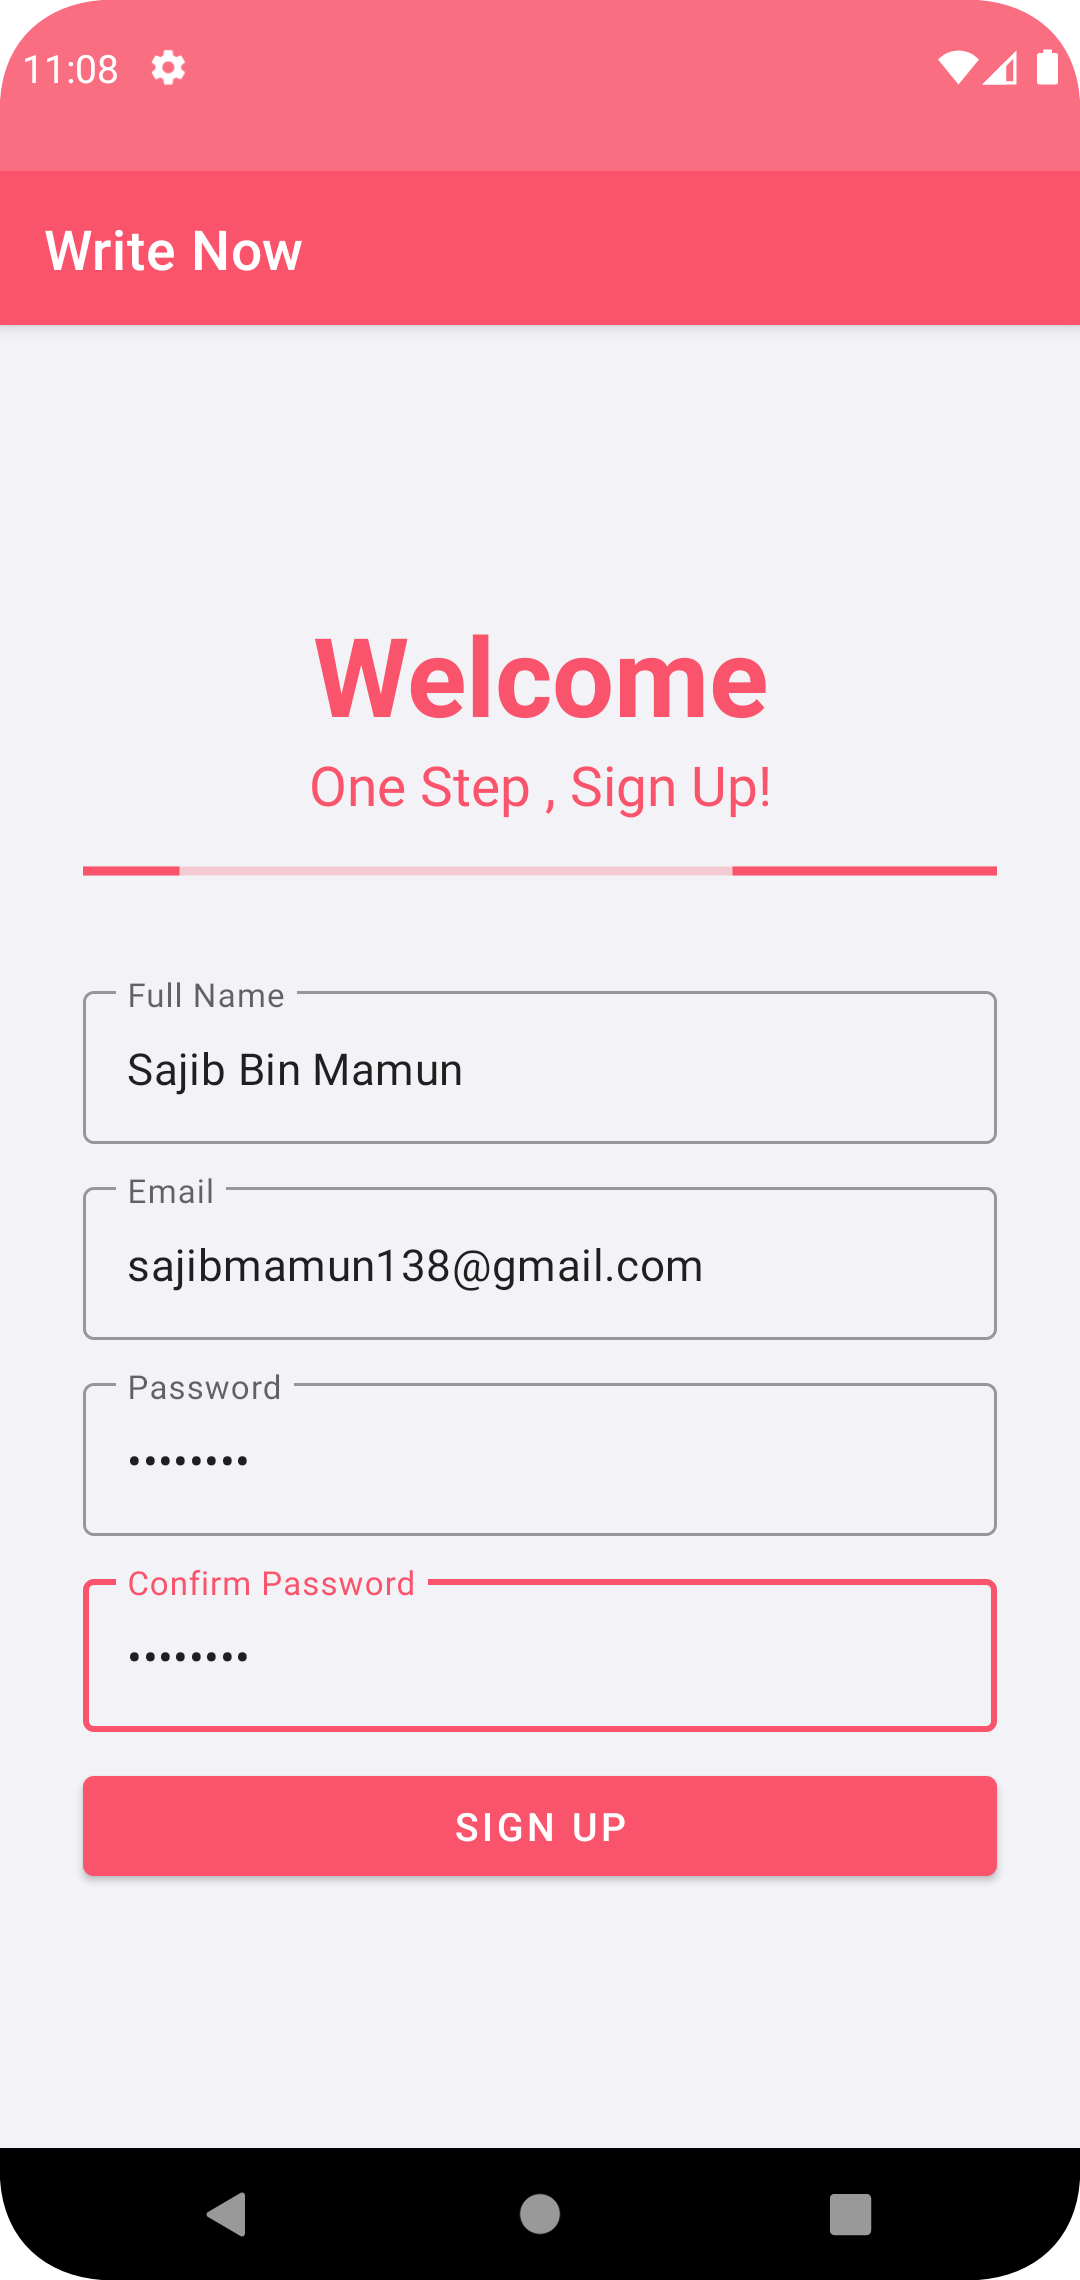 11:08
Write Now
Welcome
One Step , Sign Up!
Full Name
Sajib Bin Mamun
Email
sajibmamun138@gmail.com
Password
••••••••
Confirm Password
••••••••
SIGN UP